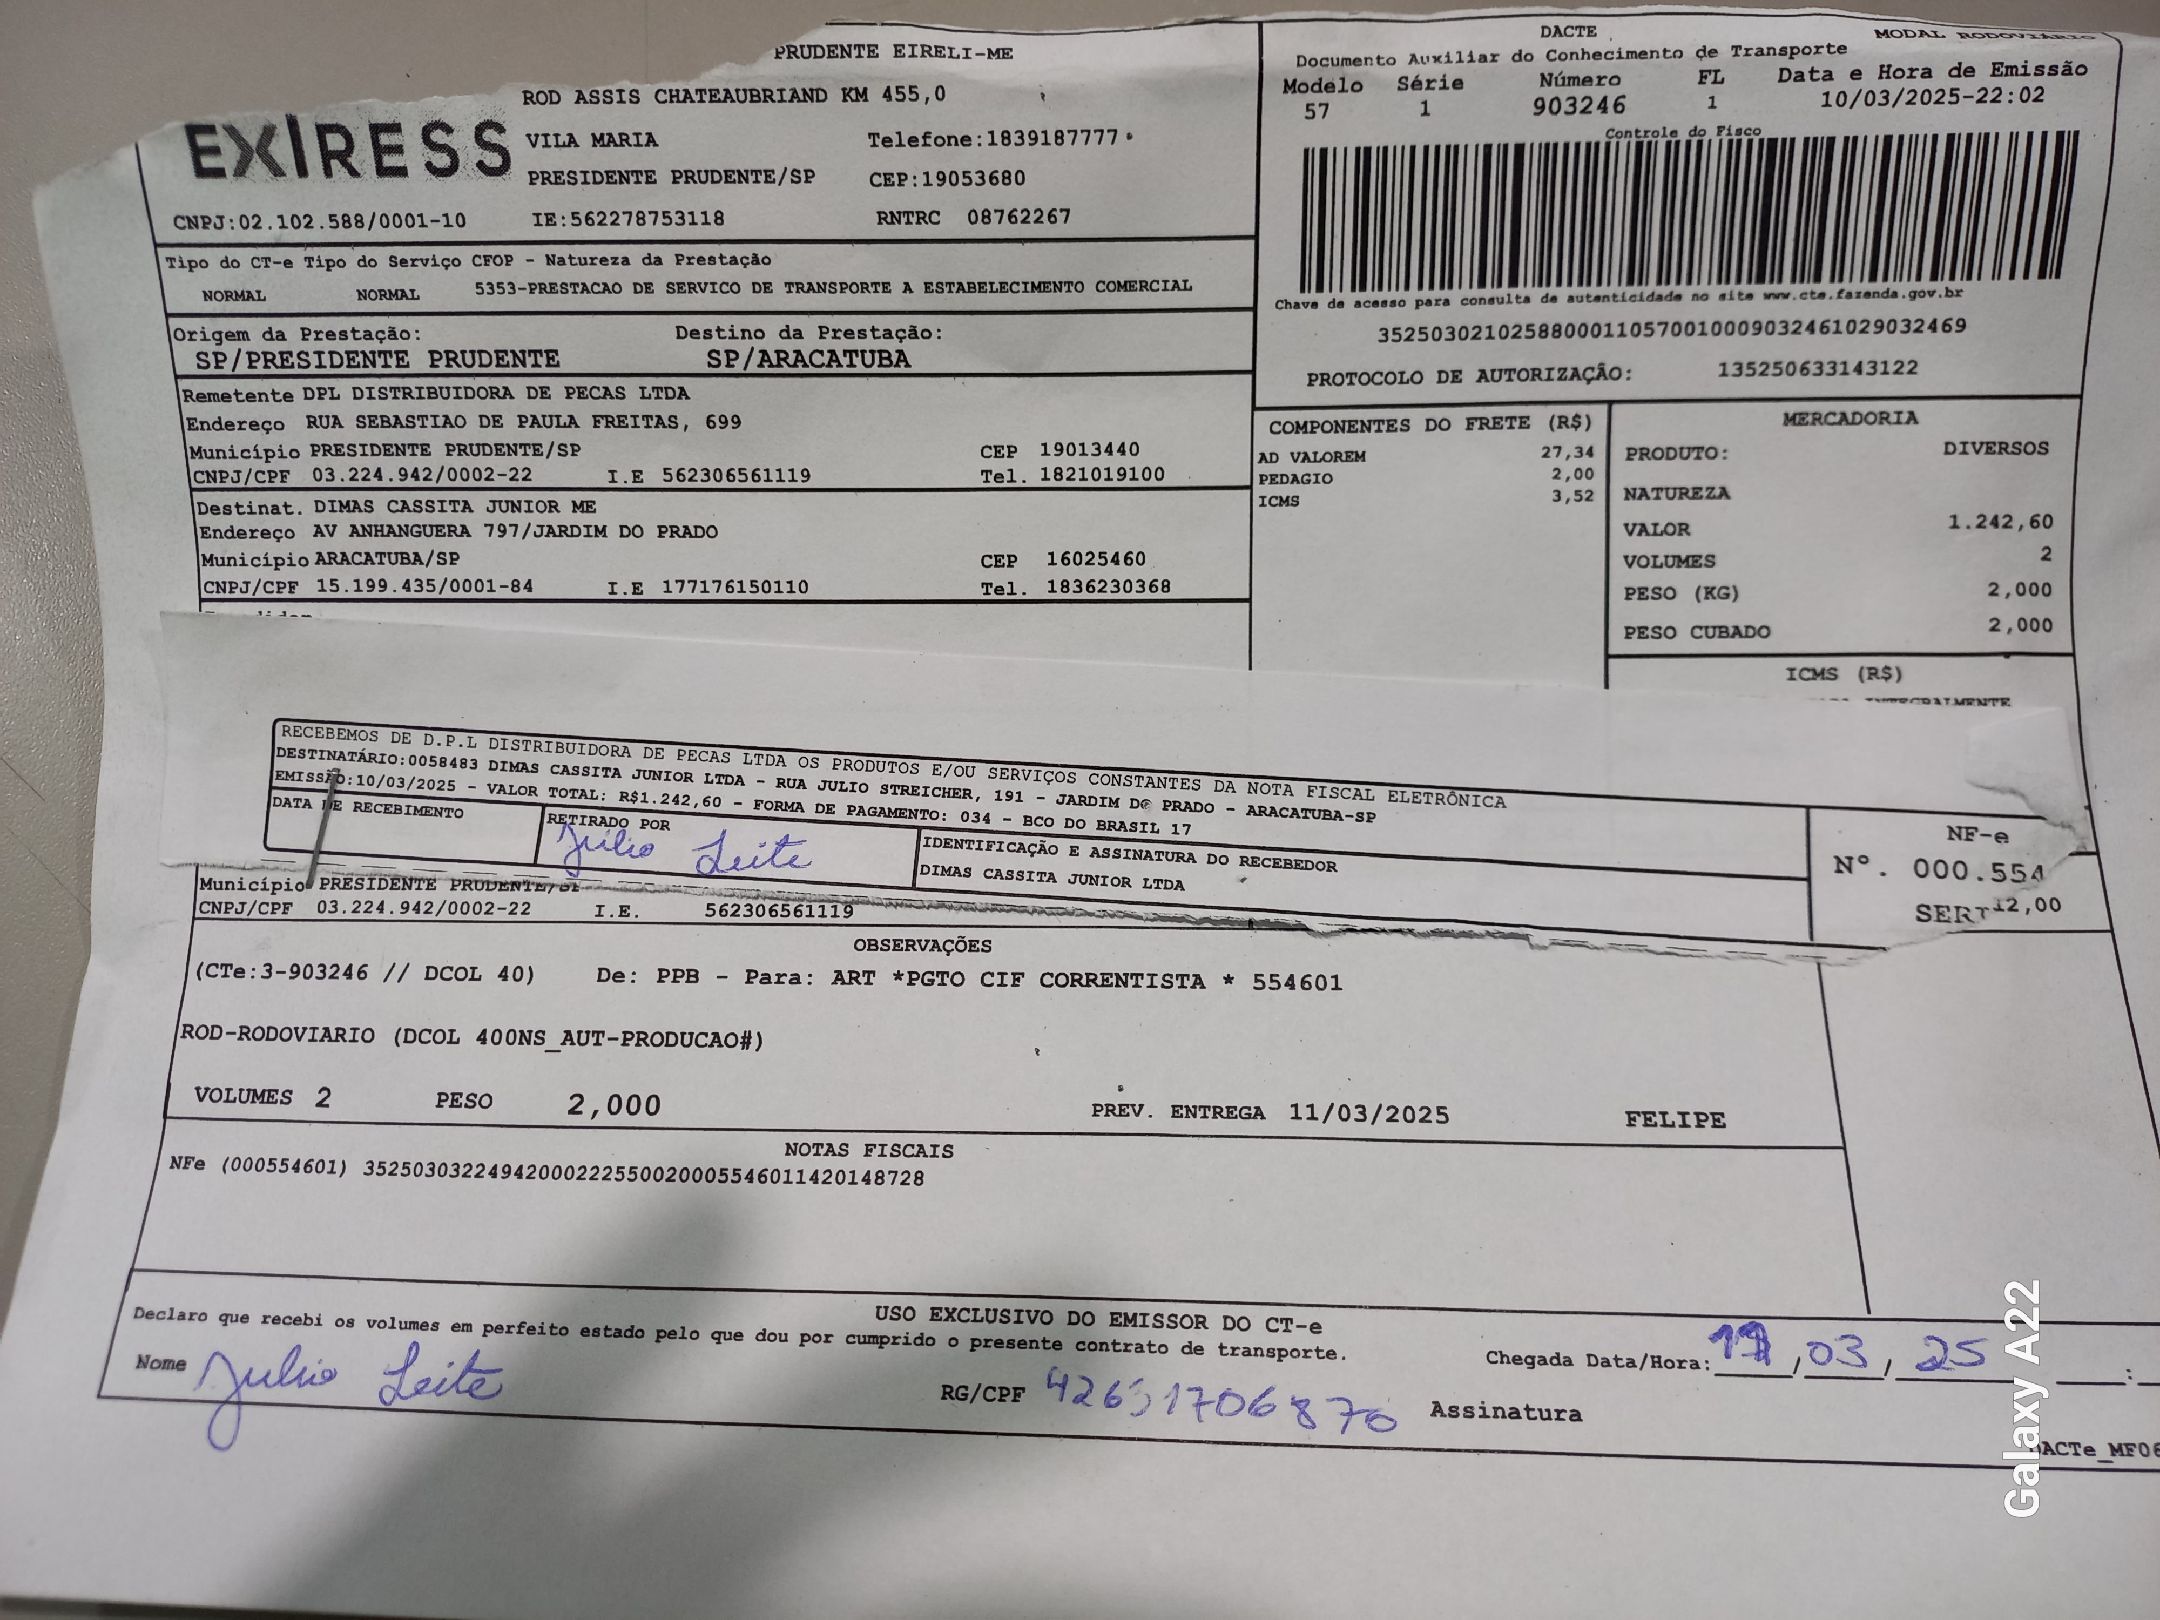 PRUDENTE EIRELI-ME
ROD ASSIS CHATEAUBRIAND KM 455,0
EXPRESS
VILA MARIA Telefone:1839187777
PRESIDENTE PRUDENTE/SP CEP:19053680
CNPJ:02.102.588/0001-10 IE:562278753118 RNTRC 08762267
DACTE MODAL RODOVIARIO
Documento Auxiliar do Conhecimento de Transporte
Modelo Série Número FL Data e Hora de Emissão
57 1 903246 1 10/03/2025-22:02
Controle do Fisco
Chave de acesso para consulta de autenticidade no site www.cte.fazenda.gov.br
35250302102588000110570010009032461029032469
PROTOCOLO DE AUTORIZAÇÃO: 135250633143122
Tipo do CT-e Tipo do Serviço CFOP - Natureza da Prestação
NORMAL NORMAL 5353-PRESTACAO DE SERVICO DE TRANSPORTE A ESTABELECIMENTO COMERCIAL
Origem da Prestação: Destino da Prestação:
SP/PRESIDENTE PRUDENTE SP/ARACATUBA
Remetente DPL DISTRIBUIDORA DE PECAS LTDA
Endereço RUA SEBASTIAO DE PAULA FREITAS, 699
Município PRESIDENTE PRUDENTE/SP CEP 19013440
CNPJ/CPF 03.224.942/0002-22 I.E 562306561119 Tel. 1821019100
Destinat. DIMAS CASSITA JUNIOR ME
Endereço AV ANHANGUERA 797/JARDIM DO PRADO
Município ARACATUBA/SP CEP 16025460
CNPJ/CPF 15.199.435/0001-84 I.E 177176150110 Tel. 1836230368
COMPONENTES DO FRETE (R$)
AD VALOREM 27,34
PEDAGIO 2,00
ICMS 3,52
MERCADORIA
PRODUTO: DIVERSOS
NATUREZA
VALOR 1.242,60
VOLUMES 2
PESO (KG) 2,000
PESO CUBADO 2,000
ICMS (R$)
INTEGRALMENTE
RECEBEMOS DE D.P.L DISTRIBUIDORA DE PECAS LTDA OS PRODUTOS E/OU SERVIÇOS CONSTANTES DA NOTA FISCAL ELETRÔNICA
DESTINATÁRIO:0058483 DIMAS CASSITA JUNIOR LTDA - RUA JULIO STREICHER, 191 - JARDIM DO PRADO - ARACATUBA-SP
EMISSÃO:10/03/2025 - VALOR TOTAL: R$1.242,60 - FORMA DE PAGAMENTO: 034 - BCO DO BRASIL 17
DATA DE RECEBIMENTO
RETIRADO POR
Julio Leite
IDENTIFICAÇÃO E ASSINATURA DO RECEBEDOR
DIMAS CASSITA JUNIOR LTDA
NF-e
Nº. 000.554
12,00
Município PRESIDENTE PRUDENTE/SP
CNPJ/CPF 03.224.942/0002-22 I.E. 562306561119
OBSERVAÇÕES
(CTe:3-903246 // DCOL 40) De: PPB - Para: ART *PGTO CIF CORRENTISTA * 554601
ROD-RODOVIARIO (DCOL 400NS_AUT-PRODUCAO#)
VOLUMES 2 PESO 2,000 PREV. ENTREGA 11/03/2025 FELIPE
NOTAS FISCAIS
NFe (000554601) 35250303224942000222550020005546011420148728
USO EXCLUSIVO DO EMISSOR DO CT-e
Declaro que recebi os volumes em perfeito estado pelo que dou por cumprido o presente contrato de transporte.
Nome Julio Leite
RG/CPF 42631706870
Chegada Data/Hora: 11/03/25 :
Assinatura
DACTe_MF06
Galaxy A22